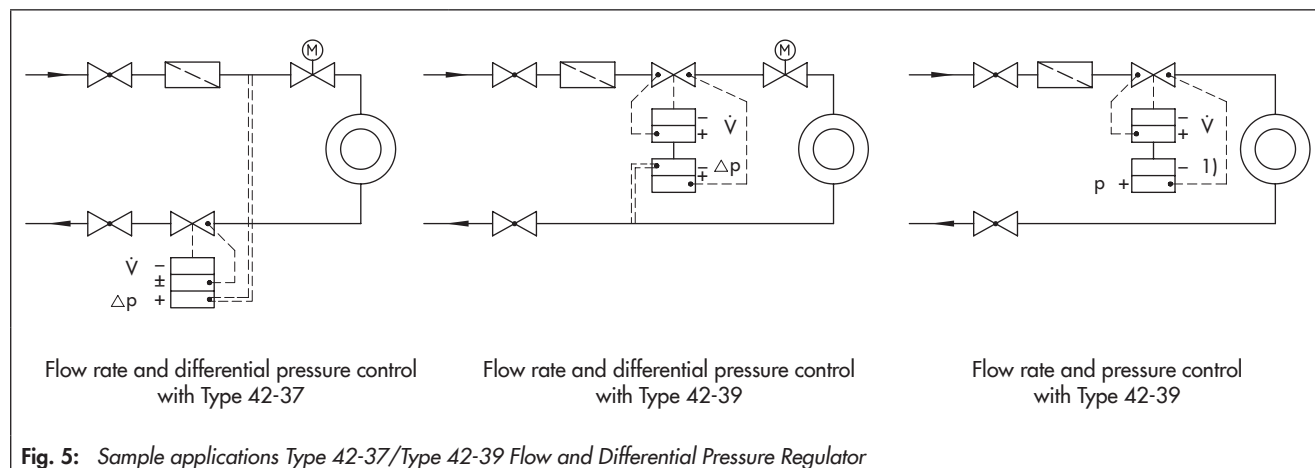 M
V̇ −
±
△p +
Flow rate and differential pressure control
with Type 42-37
M
−
+ V̇
− △p
+
Flow rate and differential pressure control
with Type 42-39
−
+ V̇
− 1)
p +
Flow rate and pressure control
with Type 42-39
Fig. 5: Sample applications Type 42-37/Type 42-39 Flow and Differential Pressure Regulator